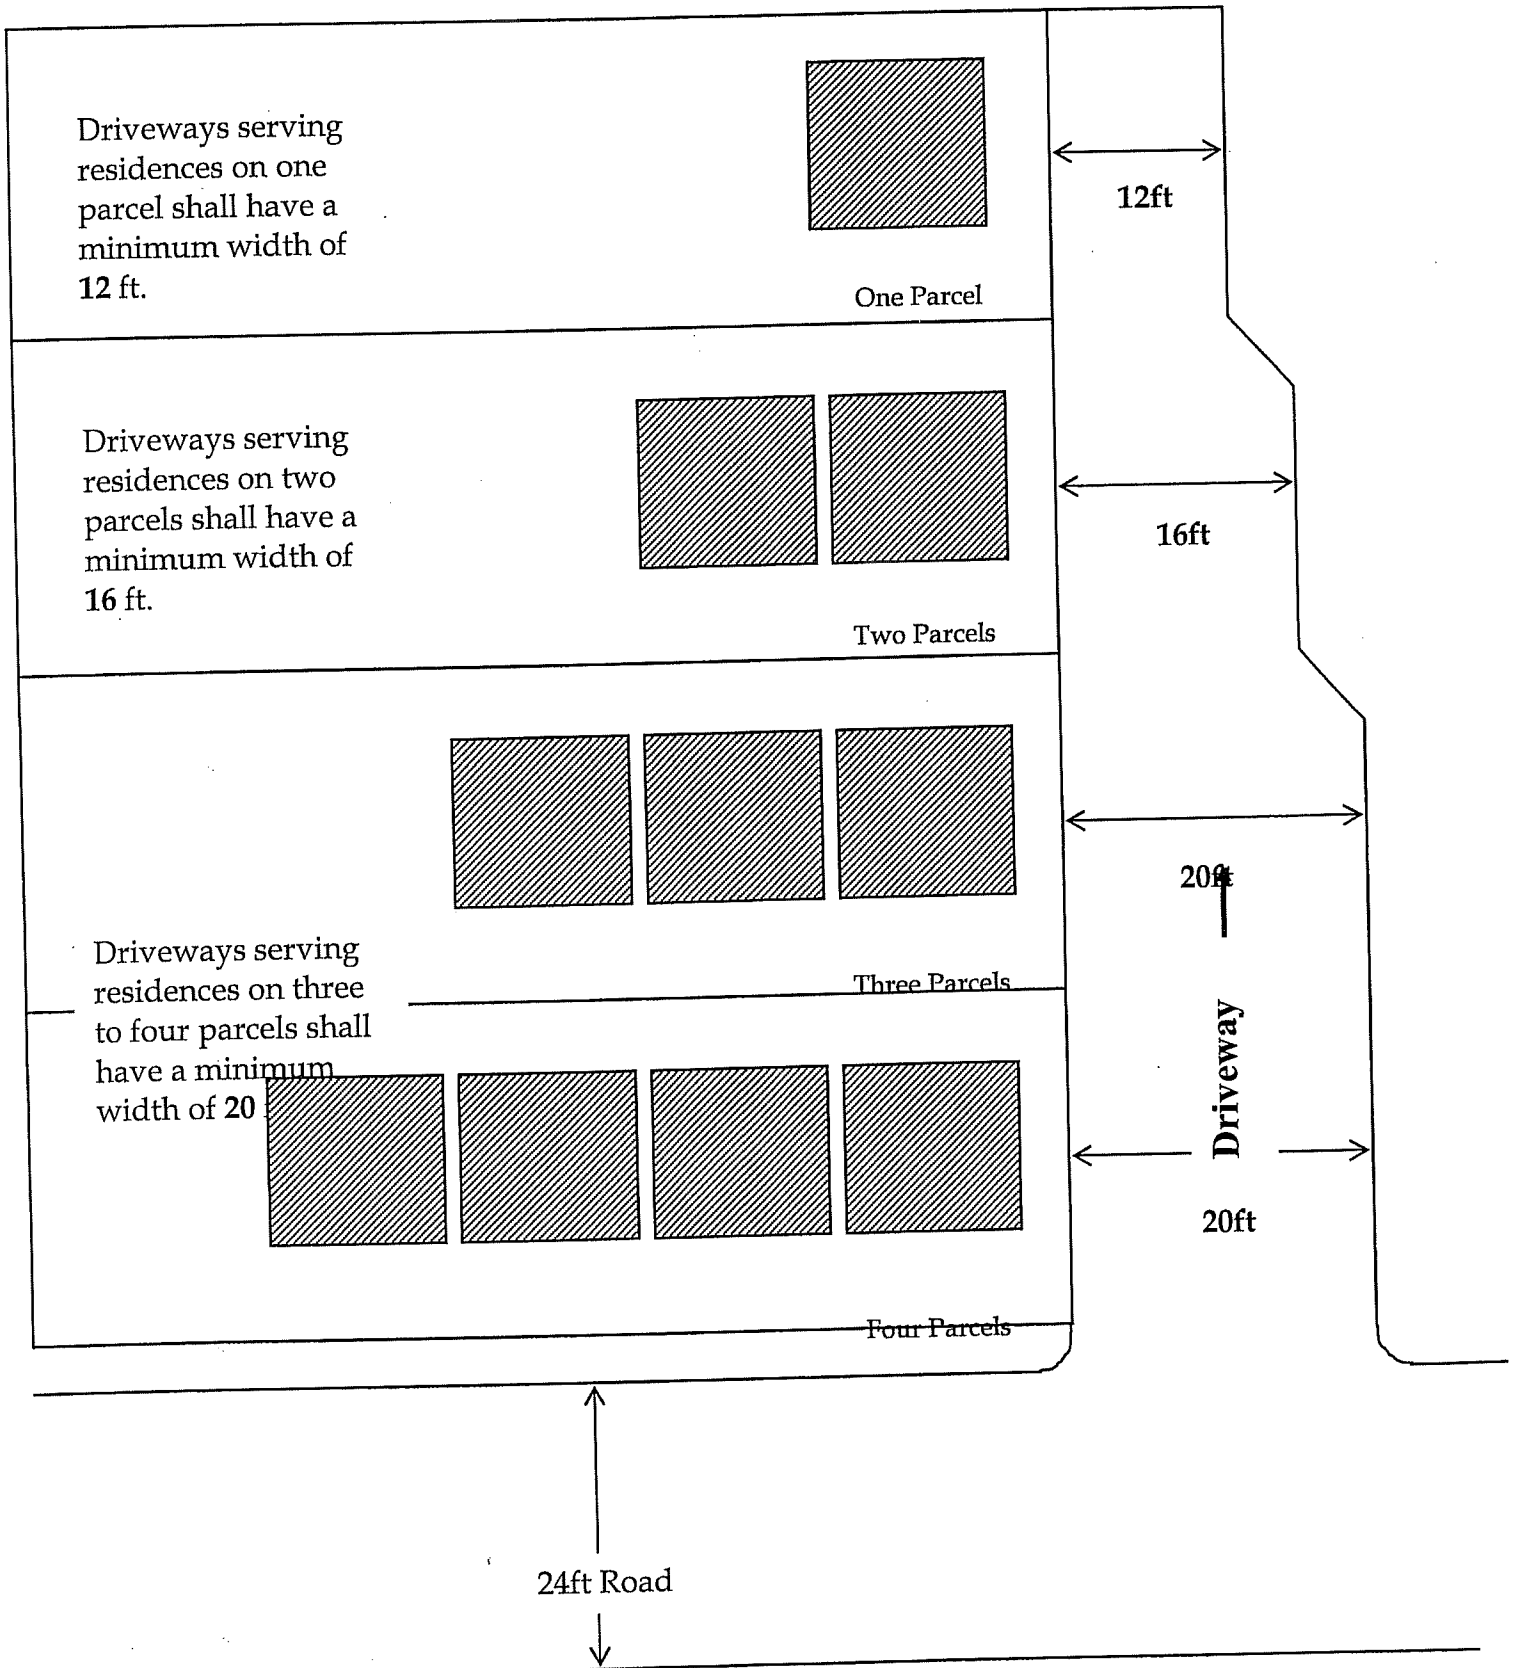 Driveways serving
residences on one
parcel shall have a
minimum width of
12 ft.
12ft
One Parcel
Driveways serving
residences on two
parcels shall have a
minimum width of
16 ft.
16ft
Two Parcels
20ft
Three Parcels
Driveways serving
residences on three
to four parcels shall
have a minimum
width of 20
Driveway
20ft
Four Parcels
24ft Road